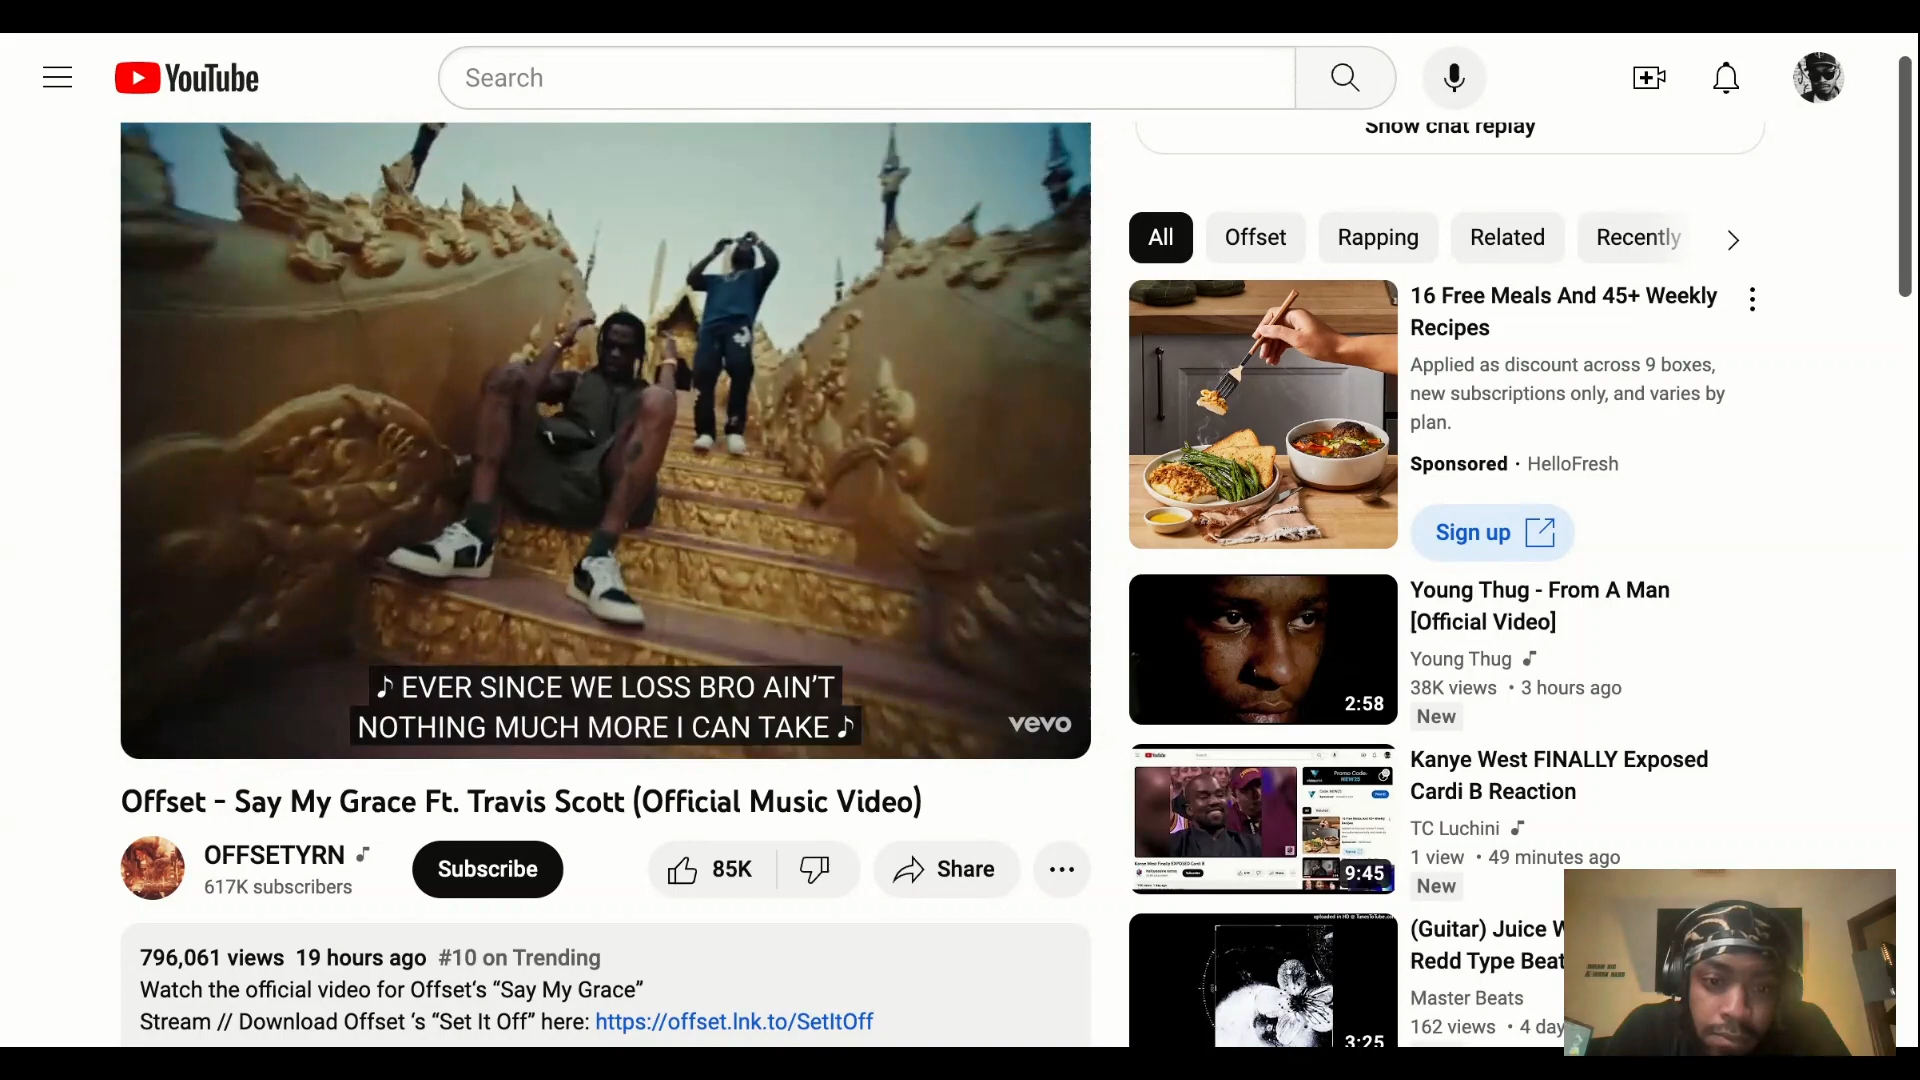 YouTube
Search
Show chat replay
All
Offset
Rapping
Related
Recently
♪ EVER SINCE WE LOSS BRO AIN'T
NOTHING MUCH MORE I CAN TAKE ♪
vevo
Offset - Say My Grace Ft. Travis Scott (Official Music Video)
OFFSETYRN
617K subscribers
Subscribe
85K
Share
796,061 views 19 hours ago #10 on Trending
Watch the official video for Offset's “Say My Grace”
Stream // Download Offset ‘s “Set It Off” here: https://offset.lnk.to/SetItOff
16 Free Meals And 45+ Weekly
Recipes
Applied as discount across 9 boxes,
new subscriptions only, and varies by
plan.
Sponsored · HelloFresh
Sign up
2:58
Young Thug - From A Man
[Official Video]
Young Thug
38K views • 3 hours ago
New
9:45
Kanye West FINALLY Exposed
Cardi B Reaction
TC Luchini
1 view • 49 minutes ago
New
3:25
(Guitar) Juice W
Redd Type Beat
Master Beats
162 views • 4 day